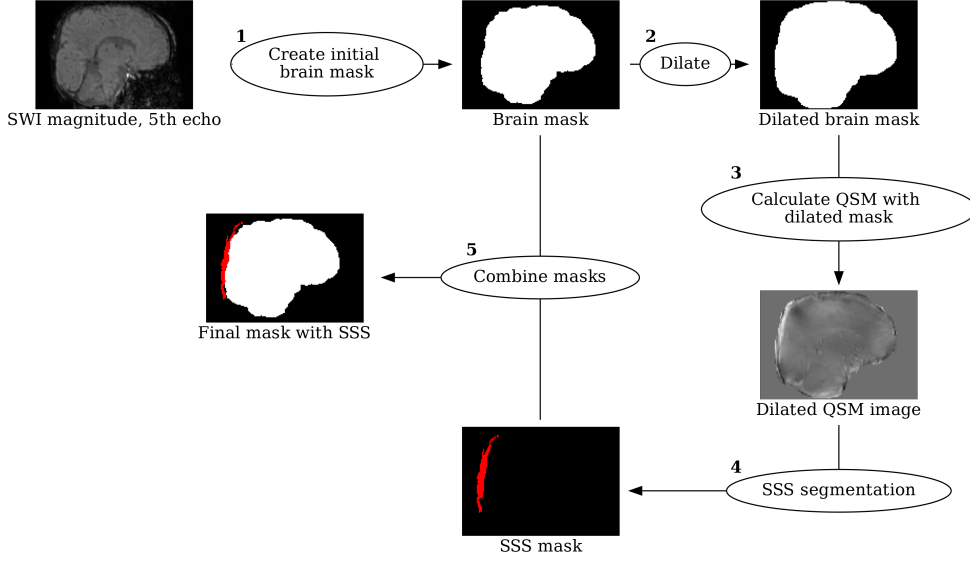 1
Create initial
brain mask
2
Dilate
SWI magnitude, 5th echo
Brain mask
Dilated brain mask
3
Calculate QSM with
dilated mask
5
Combine masks
Final mask with SSS
Dilated QSM image
4
SSS segmentation
SSS mask